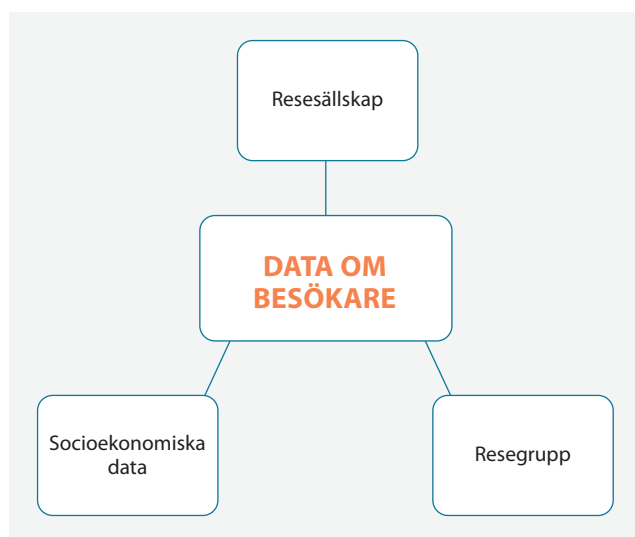 Resesällskap
DATA OM
BESÖKARE
Socioekonomiska
data
Resegrupp